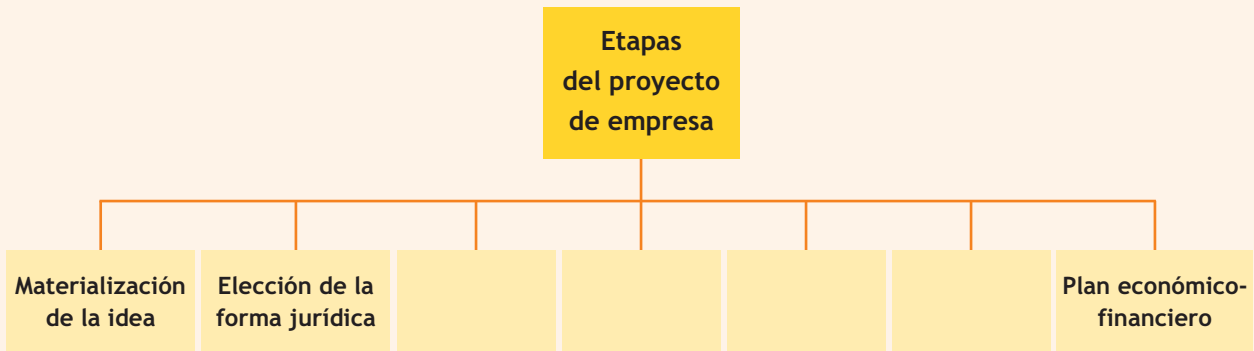 Etapas
del proyecto
de empresa
Materialización
de la idea
Elección de la
forma jurídica
Plan económico-
financiero